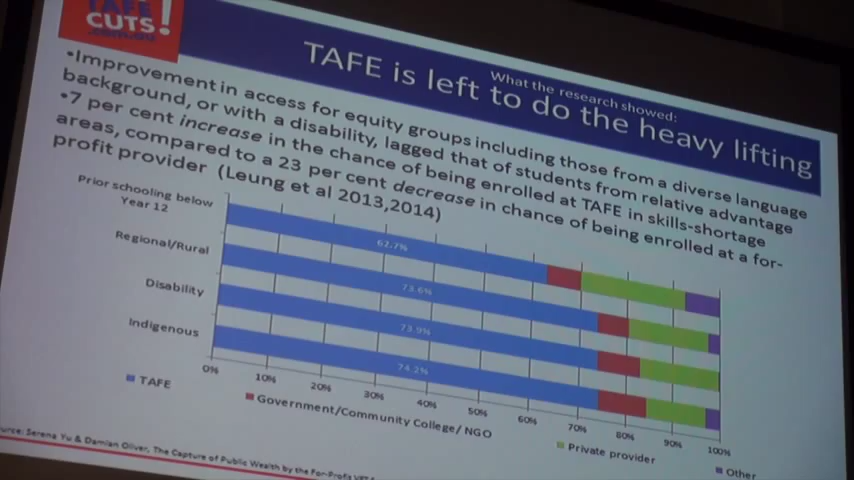 TAFE
CUTS!
.com.au
What the research showed:
TAFE is left to do the heavy lifting
•Improvement in access for equity groups including those from a diverse language
background, or with a disability, lagged that of students from relative advantage
•7 per cent increase in the chance of being enrolled at TAFE in skills-shortage
areas, compared to a 23 per cent decrease in chance of being enrolled at a for-
profit provider (Leung et al 2013,2014)
Prior schooling below
Year 12
62.7%
Regional/Rural
73.6%
Disability
73.9%
Indigenous
74.2%
0% 10% 20% 30% 40% 50% 60% 70% 80% 90% 100%
TAFE
Government/Community College/ NGO
Private provider
Other
ource: Serena Yu & Damian Oliver, The Capture of Public Wealth by the For-Profit VET